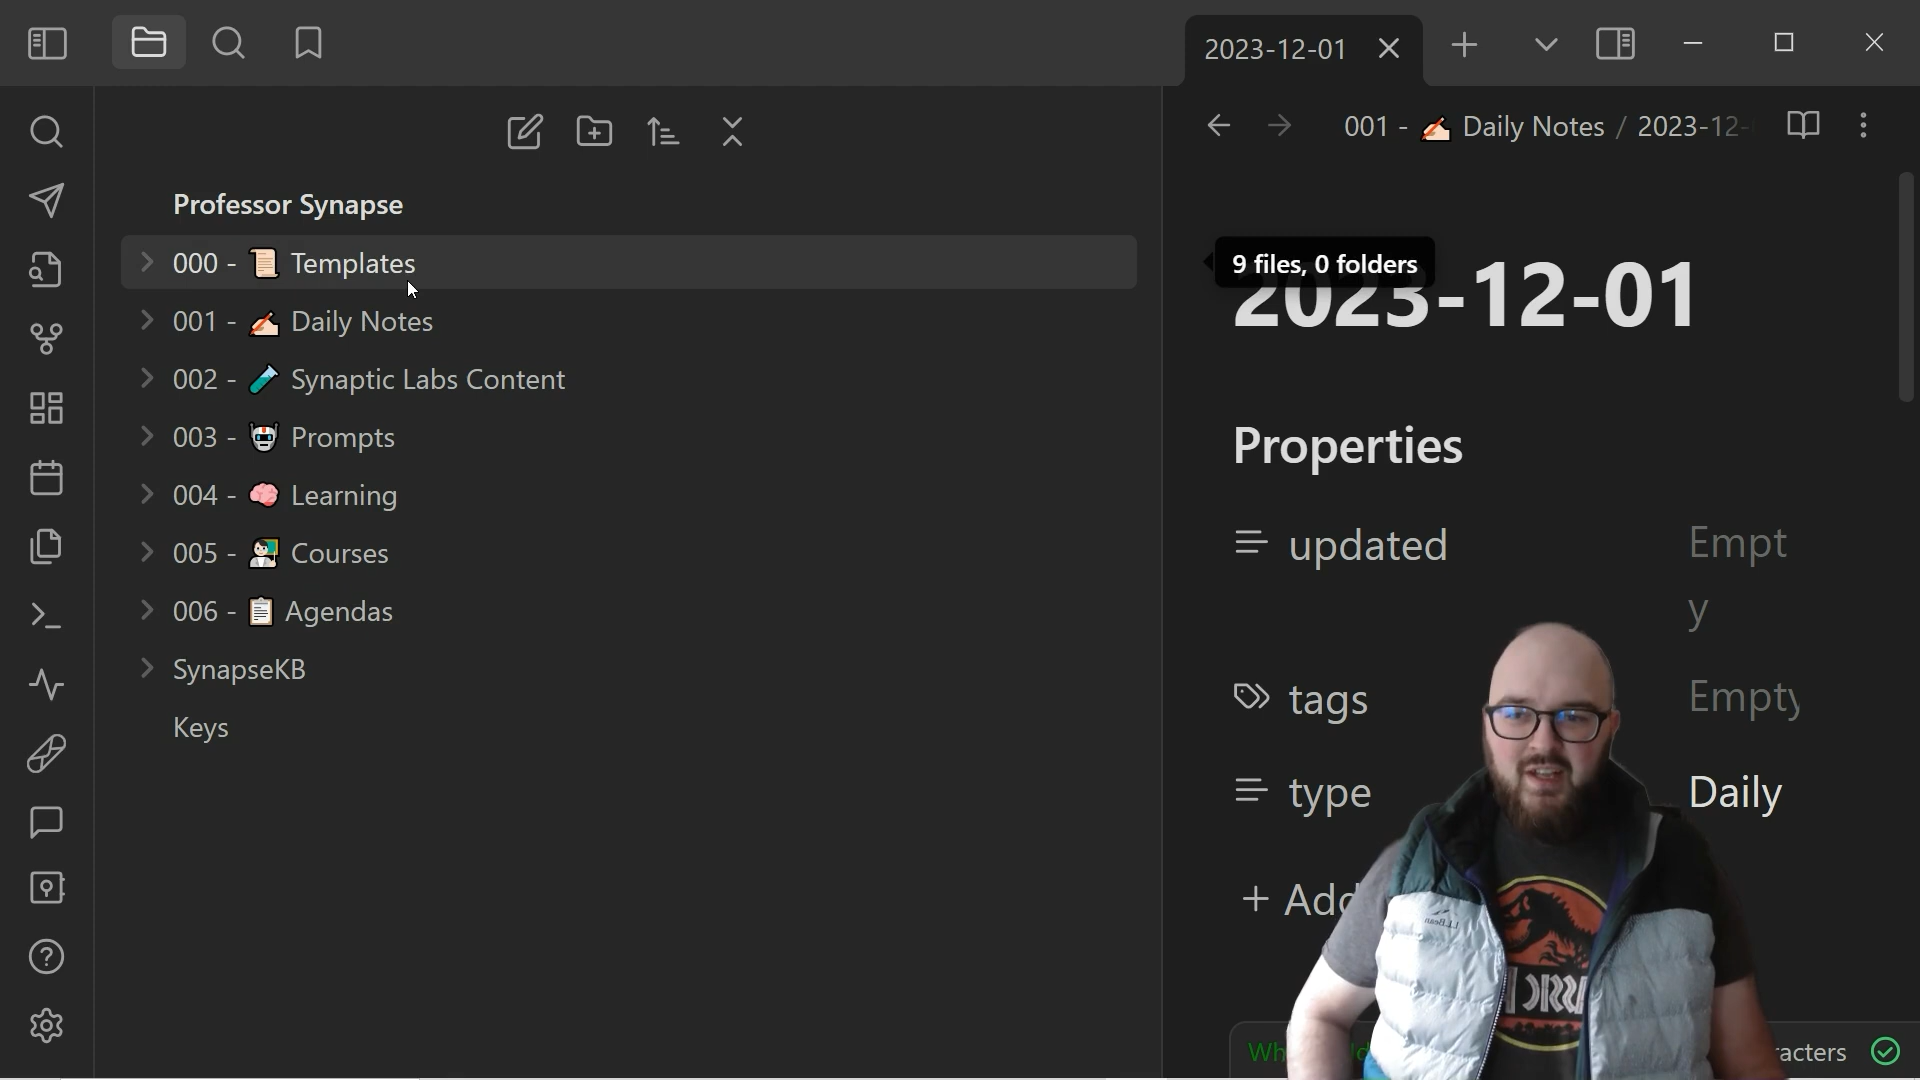 2023-12-01
001 - ✍🏻 Daily Notes / 2023-12-
Professor Synapse
000 - 📜 Templates
001 - ✍🏻 Daily Notes
002 - 🧪 Synaptic Labs Content
003 - 🤖 Prompts
004 - 🧠 Learning
005 - 👨🏻‍🏫 Courses
006 - 📋 Agendas
SynapseKB
Keys
9 files, 0 folders
2023-12-01
Properties
updated
Empt
y
tags
Empty
type
Daily
+ Add
racters
L.L.Bean